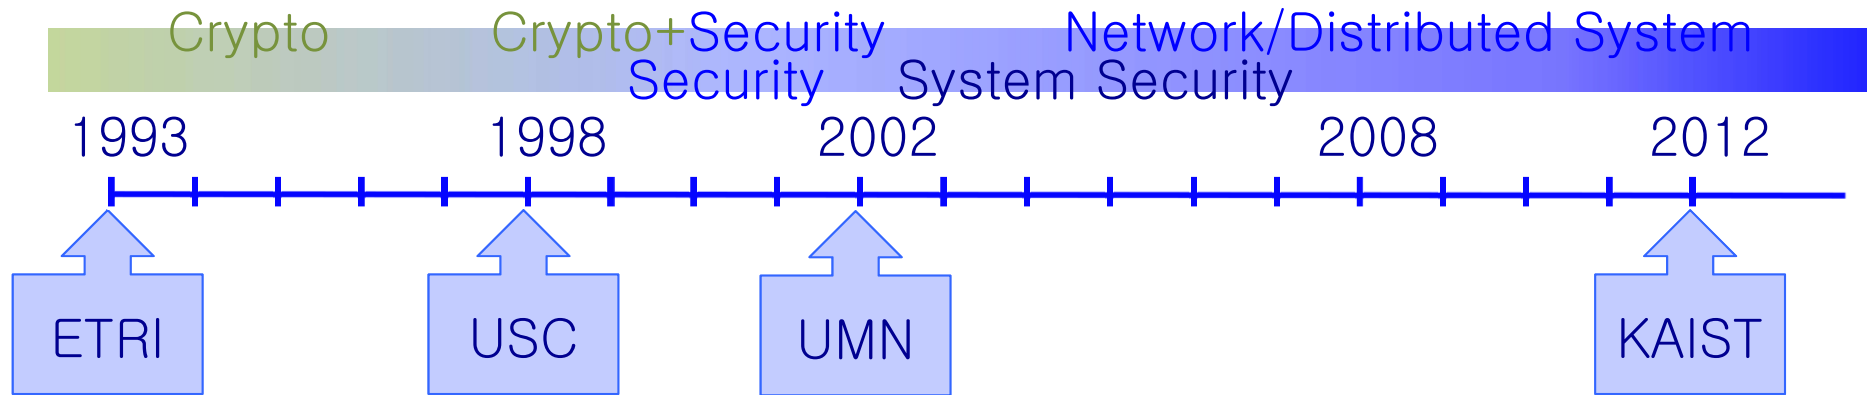 Crypto
Crypto+Security
Network/Distributed System
Security
System Security
1993
1998
2002
2008
2012
ETRI
USC
UMN
KAIST